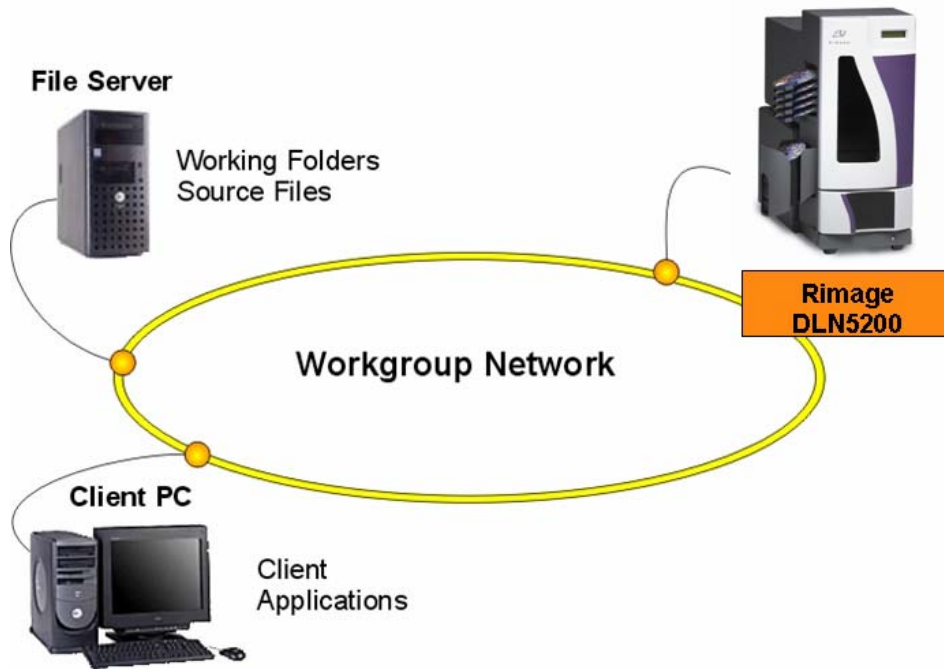 File Server
Working Folders
Source Files
Rimage
DLN5200
Workgroup Network
Client PC
Client
Applications